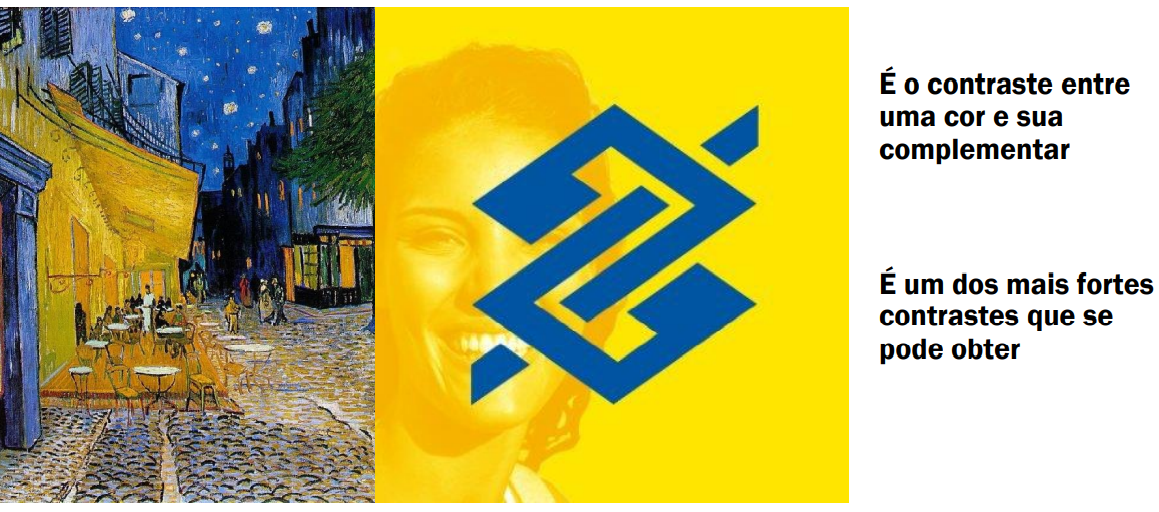 É o contraste entre
uma cor e sua
complementar
É um dos mais fortes
contrastes que se
pode obter